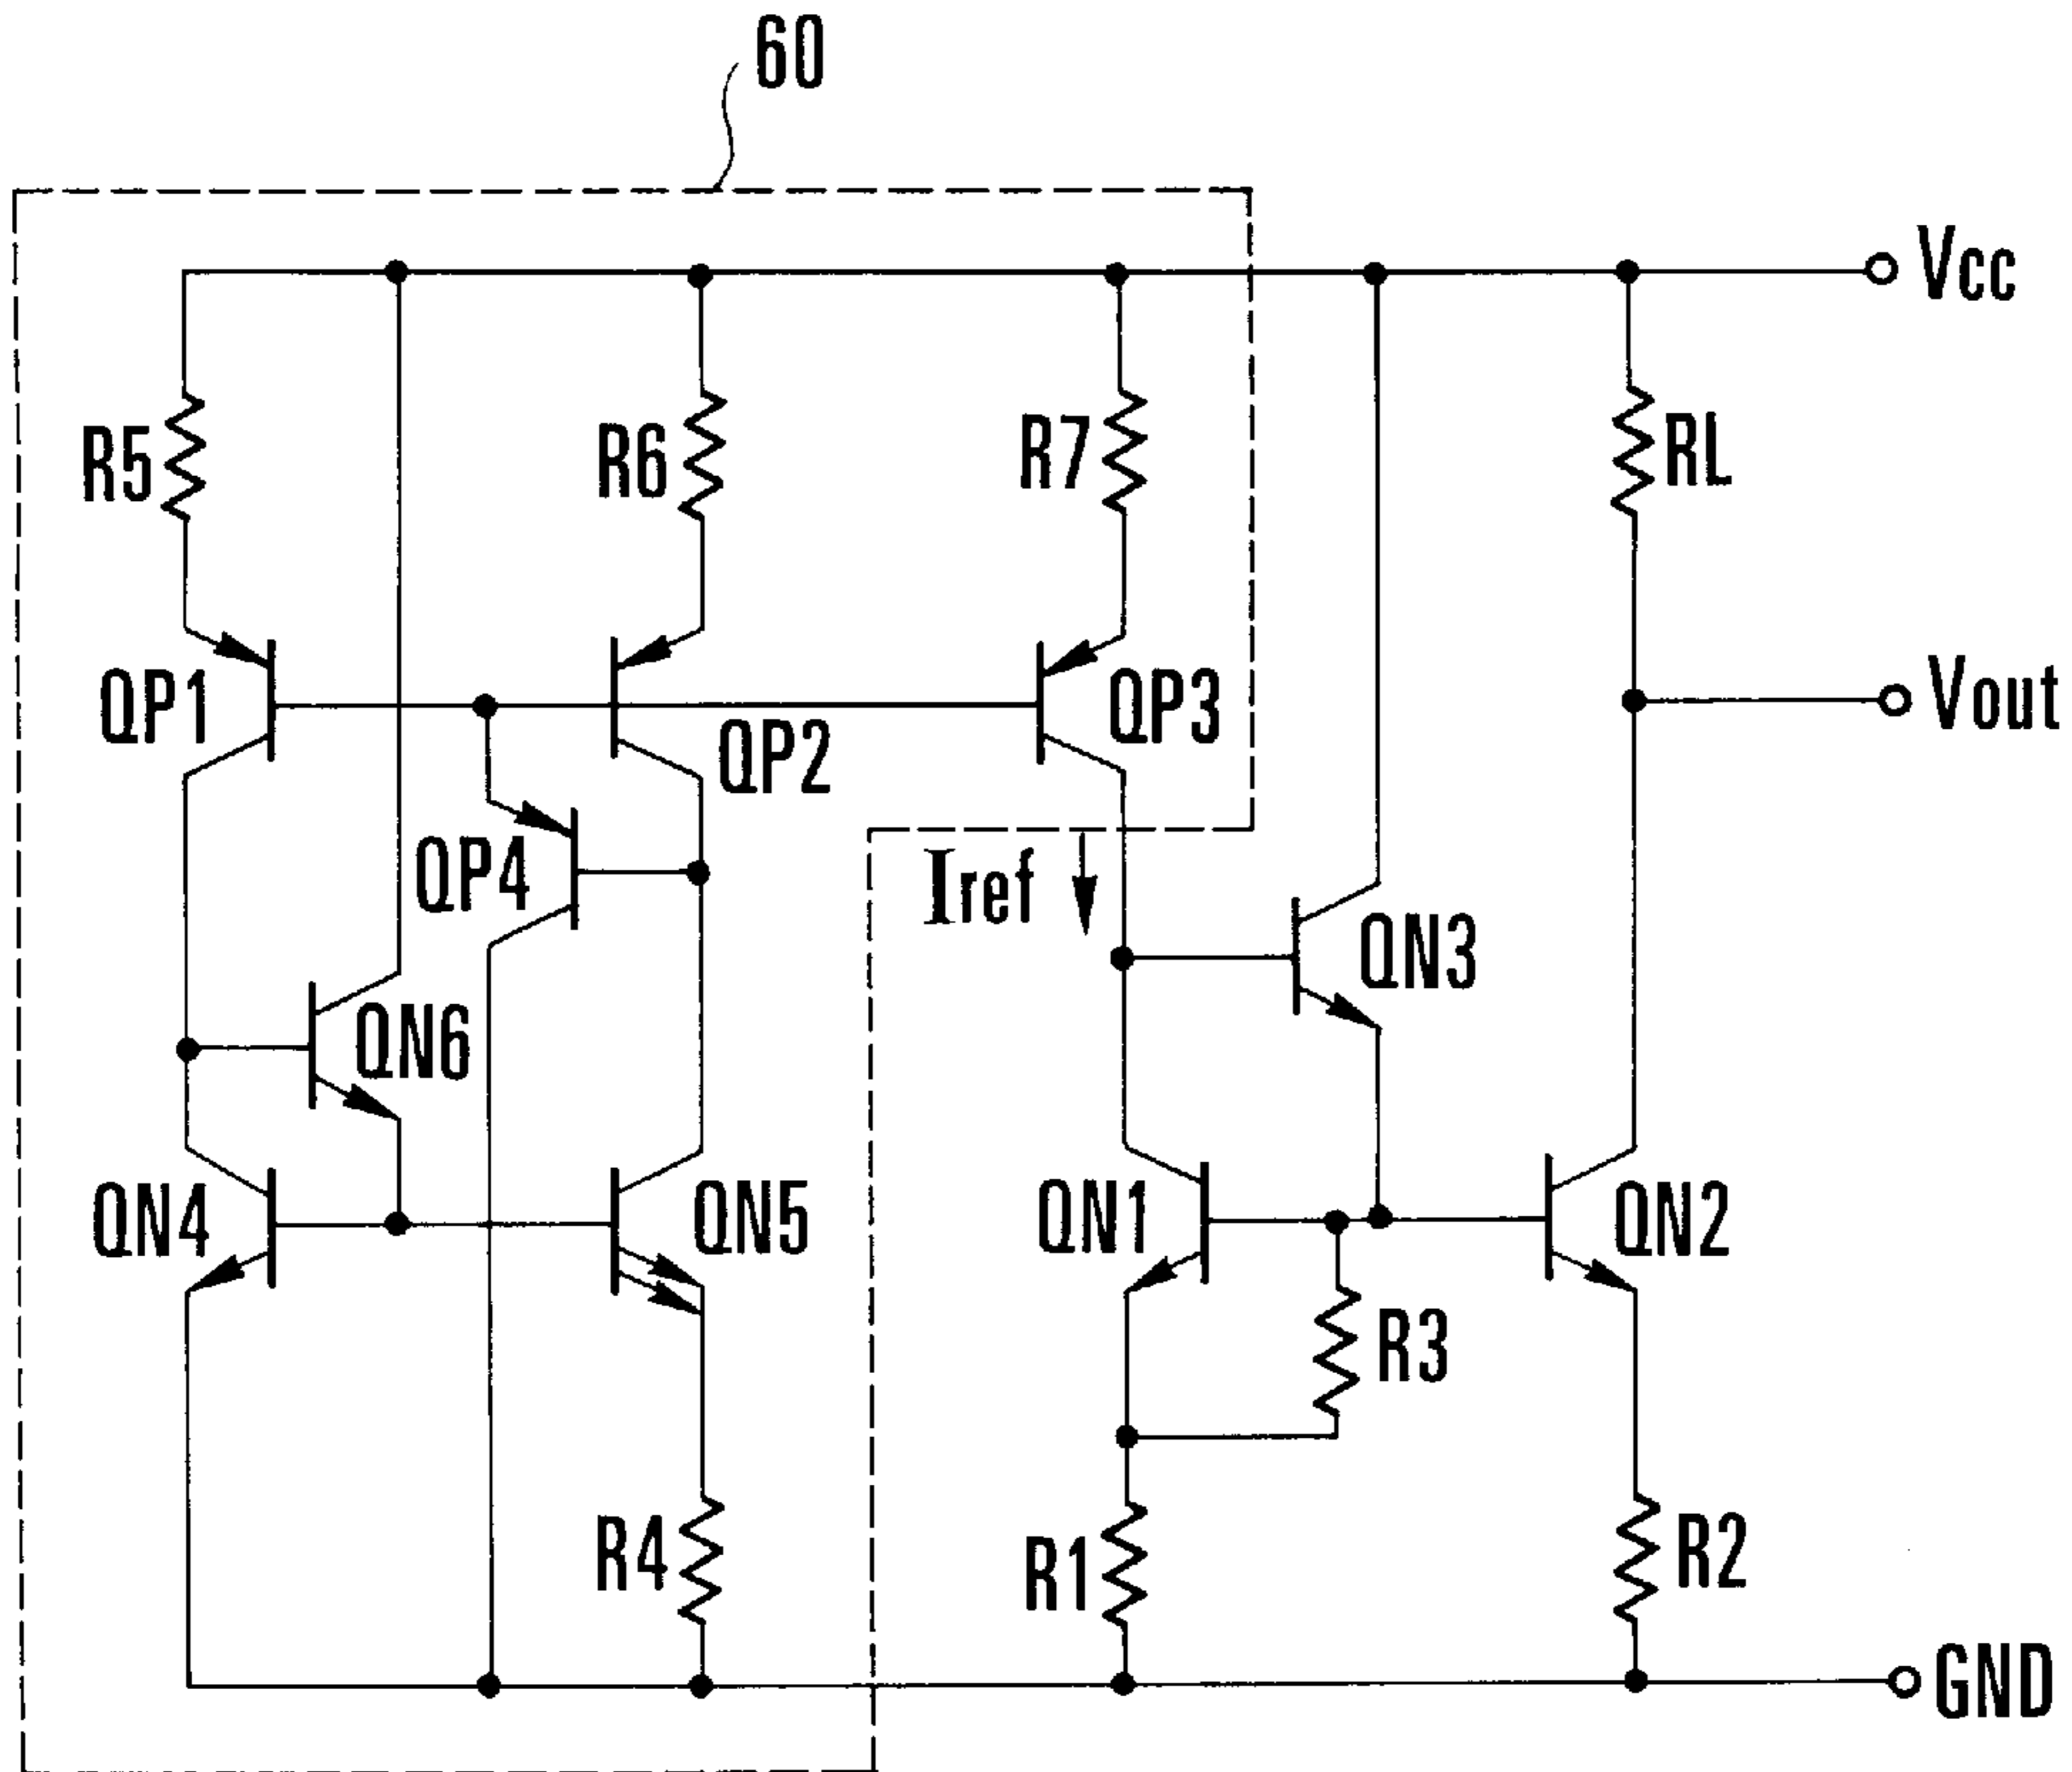 60
Vcc
R5
R6
R7
RL
QP1
QP2
QP3
Vout
QP4
Iref
QN3
QN6
QN4
QN5
QN1
QN2
R3
R4
R1
R2
GND